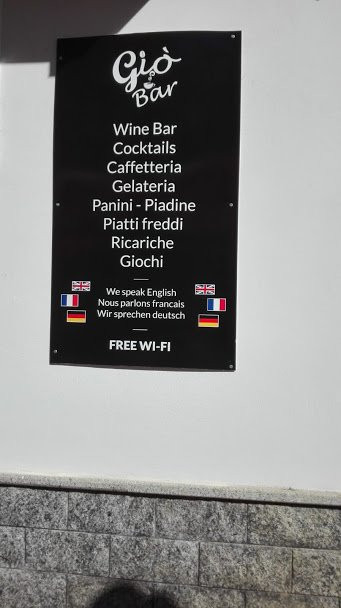 Giò
Bar
Wine Bar
Cocktails
Caffetteria
Gelateria
Panini - Piadine
Piatti freddi
Ricariche
Giochi
We speak English
Nous parlons francais
Wir sprechen deutsch
FREE WI-FI